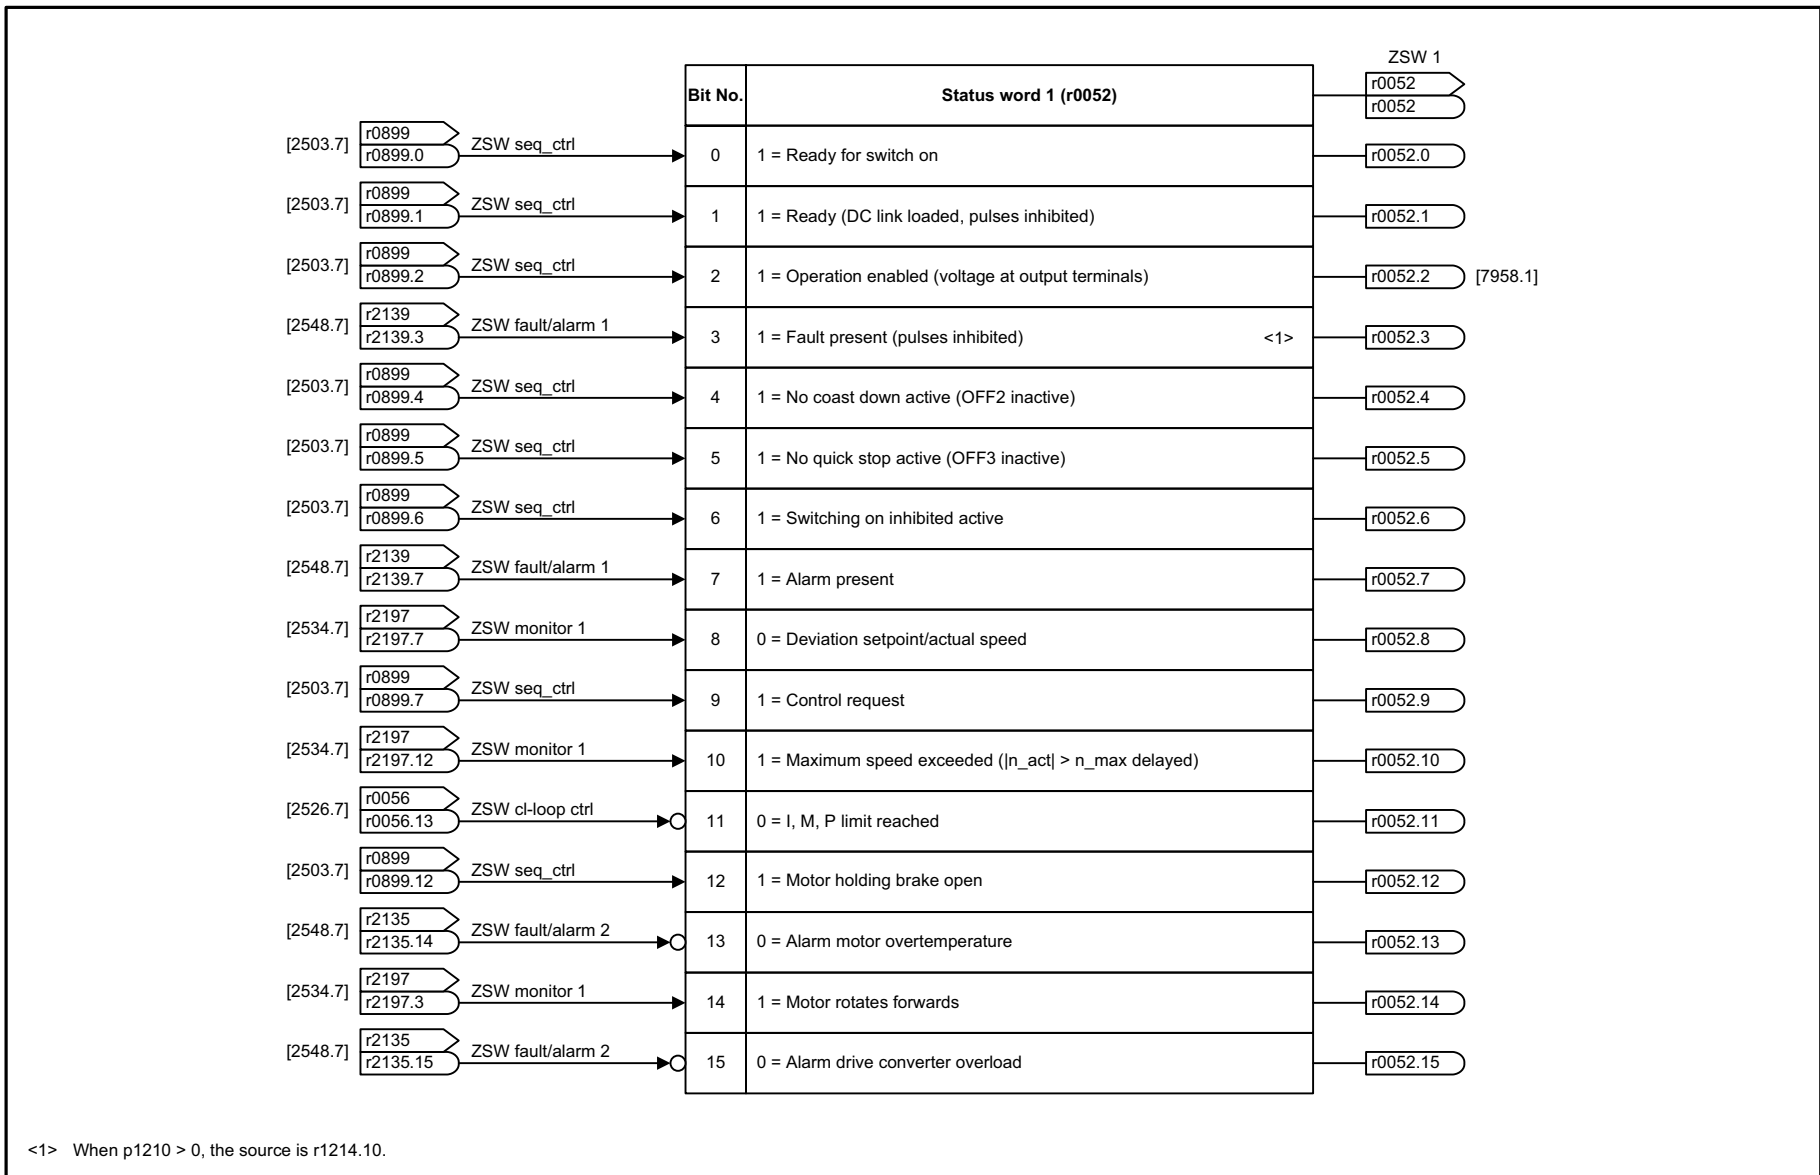 ZSW 1
Bit No. Status word 1 (r0052) r0052
r0052
r0899
[2503.7] r0899.0 ZSW seq_ctrl 0 1 = Ready for switch on r0052.0
r0899
[2503.7] r0899.1 ZSW seq_ctrl 1 1 = Ready (DC link loaded, pulses inhibited) r0052.1
r0899
[2503.7] r0899.2 ZSW seq_ctrl 2 1 = Operation enabled (voltage at output terminals) r0052.2 [7958.1]
r2139
[2548.7] r2139.3 ZSW fault/alarm 1 3 1 = Fault present (pulses inhibited) <1> r0052.3
r0899
[2503.7] r0899.4 ZSW seq_ctrl 4 1 = No coast down active (OFF2 inactive) r0052.4
r0899
[2503.7] r0899.5 ZSW seq_ctrl 5 1 = No quick stop active (OFF3 inactive) r0052.5
r0899
[2503.7] r0899.6 ZSW seq_ctrl 6 1 = Switching on inhibited active r0052.6
r2139
[2548.7] r2139.7 ZSW fault/alarm 1 7 1 = Alarm present r0052.7
r2197
[2534.7] r2197.7 ZSW monitor 1 8 0 = Deviation setpoint/actual speed r0052.8
r0899
[2503.7] r0899.7 ZSW seq_ctrl 9 1 = Control request r0052.9
r2197
[2534.7] r2197.12 ZSW monitor 1 10 1 = Maximum speed exceeded (|n_act| > n_max delayed) r0052.10
r0056
[2526.7] r0056.13 ZSW cl-loop ctrl 11 0 = I, M, P limit reached r0052.11
r0899
[2503.7] r0899.12 ZSW seq_ctrl 12 1 = Motor holding brake open r0052.12
r2135
[2548.7] r2135.14 ZSW fault/alarm 2 13 0 = Alarm motor overtemperature r0052.13
r2197
[2534.7] r2197.3 ZSW monitor 1 14 1 = Motor rotates forwards r0052.14
r2135
[2548.7] r2135.15 ZSW fault/alarm 2 15 0 = Alarm drive converter overload r0052.15
<1> When p1210 > 0, the source is r1214.10.